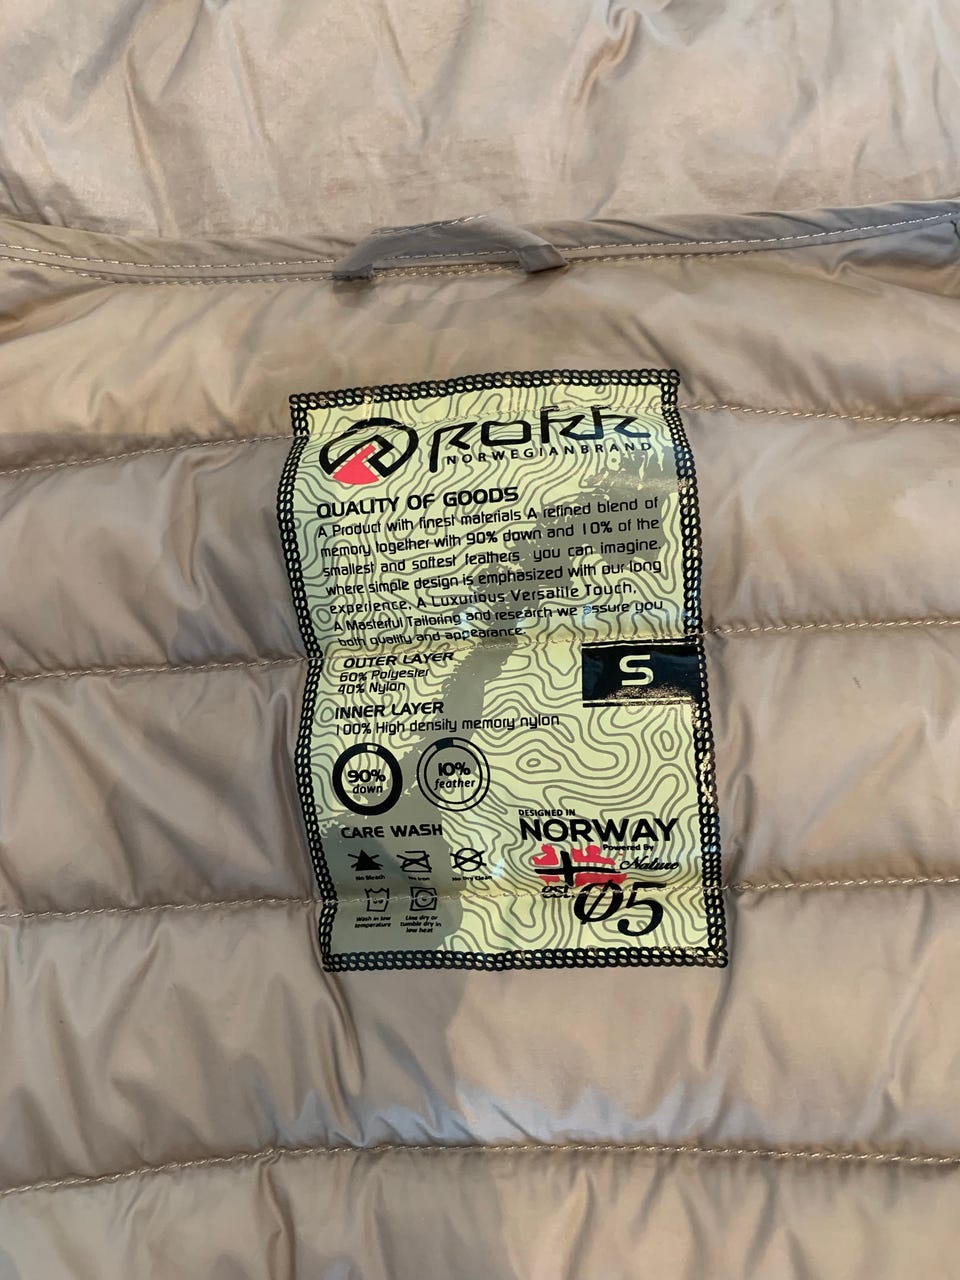 ROKK
NORWEGIANBRAND
QUALITY OF GOODS
A Product with finest materials A refined blend of
memory together with 90% down and 10% of the
smallest and softest feathers you can imagine,
where simple design is emphasized with our long
experience, A Luxurious Versatile Touch,
A Masterful Tailoring and research we assure you
both quality and appearance.
OUTER LAYER
60% Polyester
40% Nylon
S
INNER LAYER
100% High density memory nylon
90%
down
10%
feather
CARE WASH
No Bleach
No Iron
No Dry Clean
Wash in low
temperature
Line dry or
tumble dry in
low heat
DESIGNED IN
NORWAY
Powered By
Nature
est.
Ø5